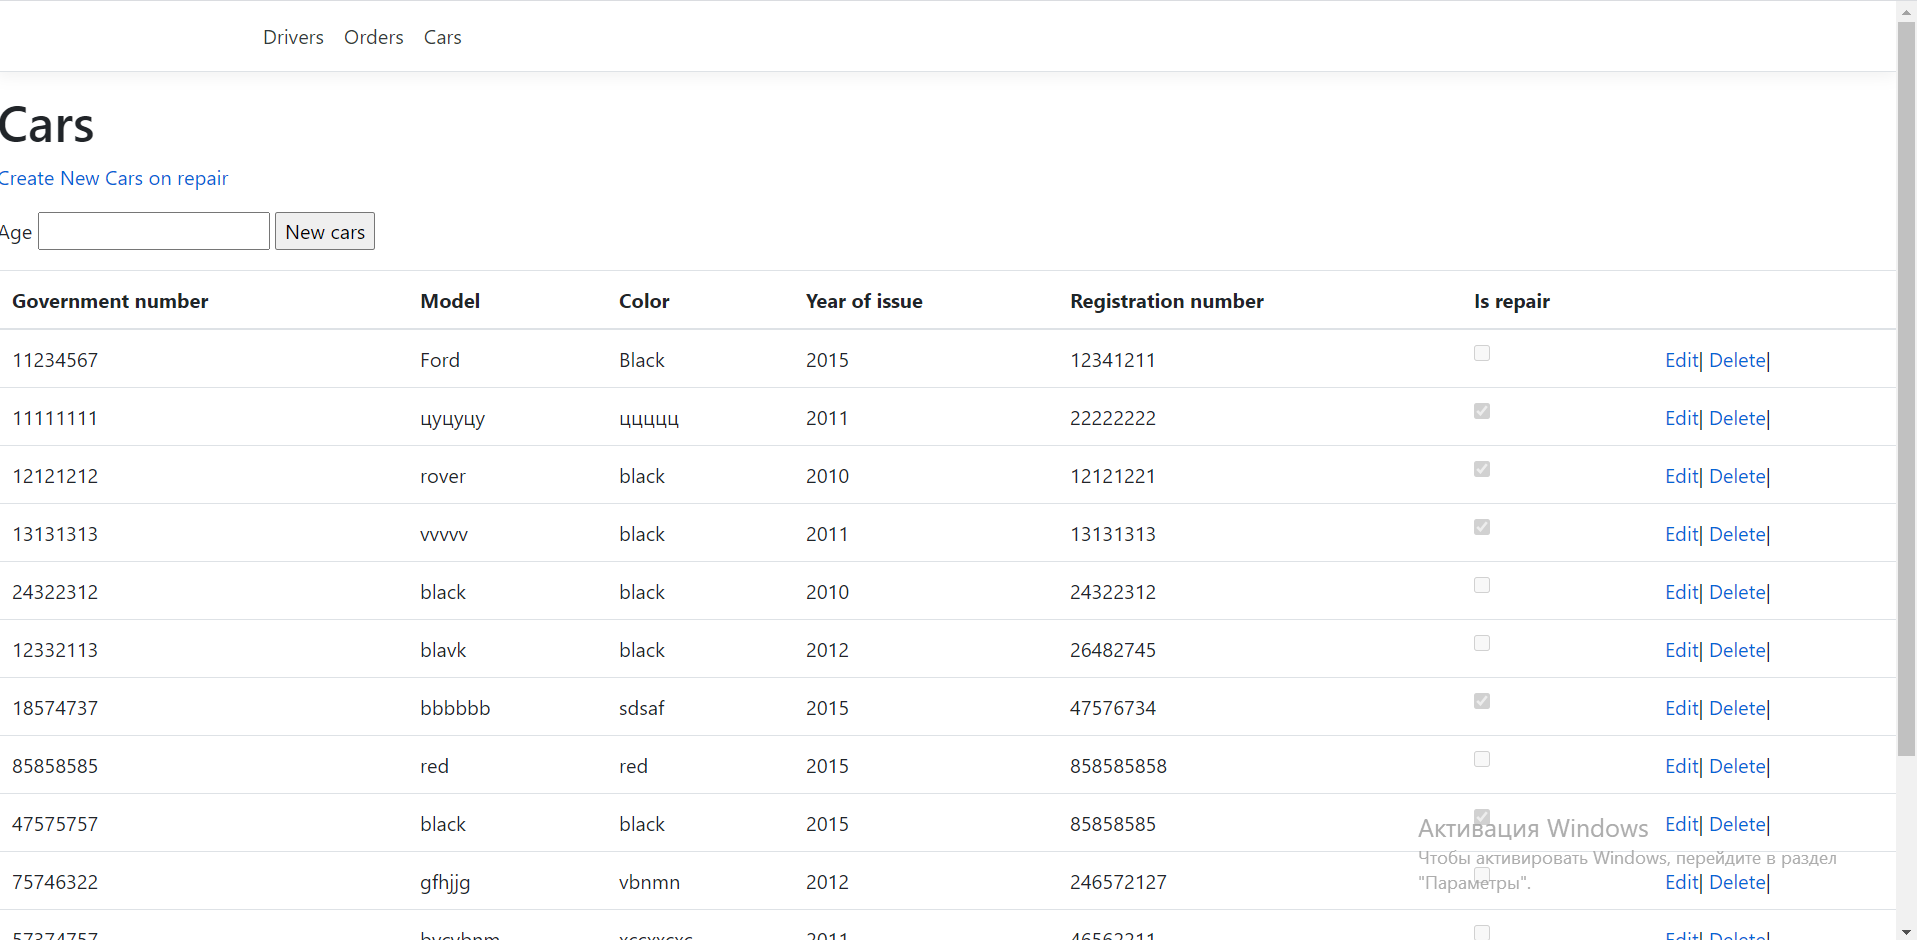 Drivers Orders Cars
Cars
Create New Cars on repair
Age New cars
Government number Model Color Year of issue Registration number Is repair
11234567 Ford Black 2015 12341211 Edit| Delete|
11111111 цуцуцу ццццц 2011 22222222 Edit| Delete|
12121212 rover black 2010 12121221 Edit| Delete|
13131313 vvvvv black 2011 13131313 Edit| Delete|
24322312 black black 2010 24322312 Edit| Delete|
12332113 blavk black 2012 26482745 Edit| Delete|
18574737 bbbbbb sdsaf 2015 47576734 Edit| Delete|
85858585 red red 2015 858585858 Edit| Delete|
47575757 black black 2015 85858585 Edit| Delete|
Активация Windows
Чтобы активировать Windows, перейдите в раздел
"Параметры".
75746322 gfhjjg vbnmn 2012 246572127 Edit| Delete|
57374757 2011 46562211 Edit| Delete|